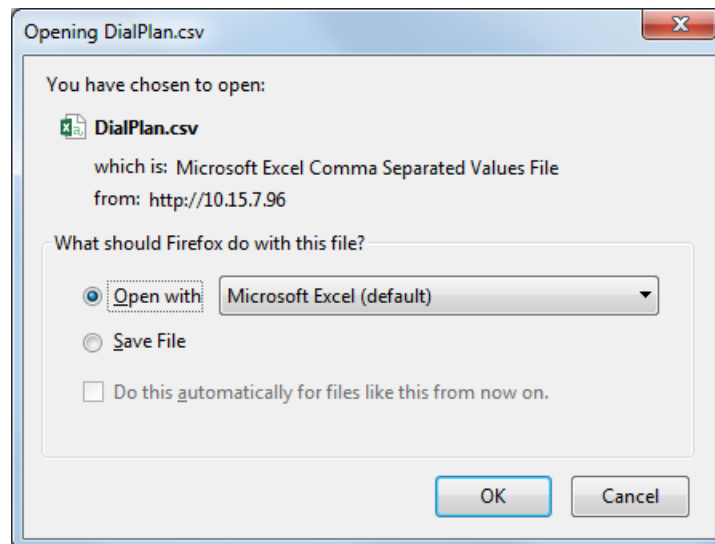 Opening DialPlan.csv
You have chosen to open:
DialPlan.csv
which is: Microsoft Excel Comma Separated Values File
from: http://10.15.7.96
What should Firefox do with this file?
Open with Microsoft Excel (default)
Save File
Do this automatically for files like this from now on.
OK Cancel